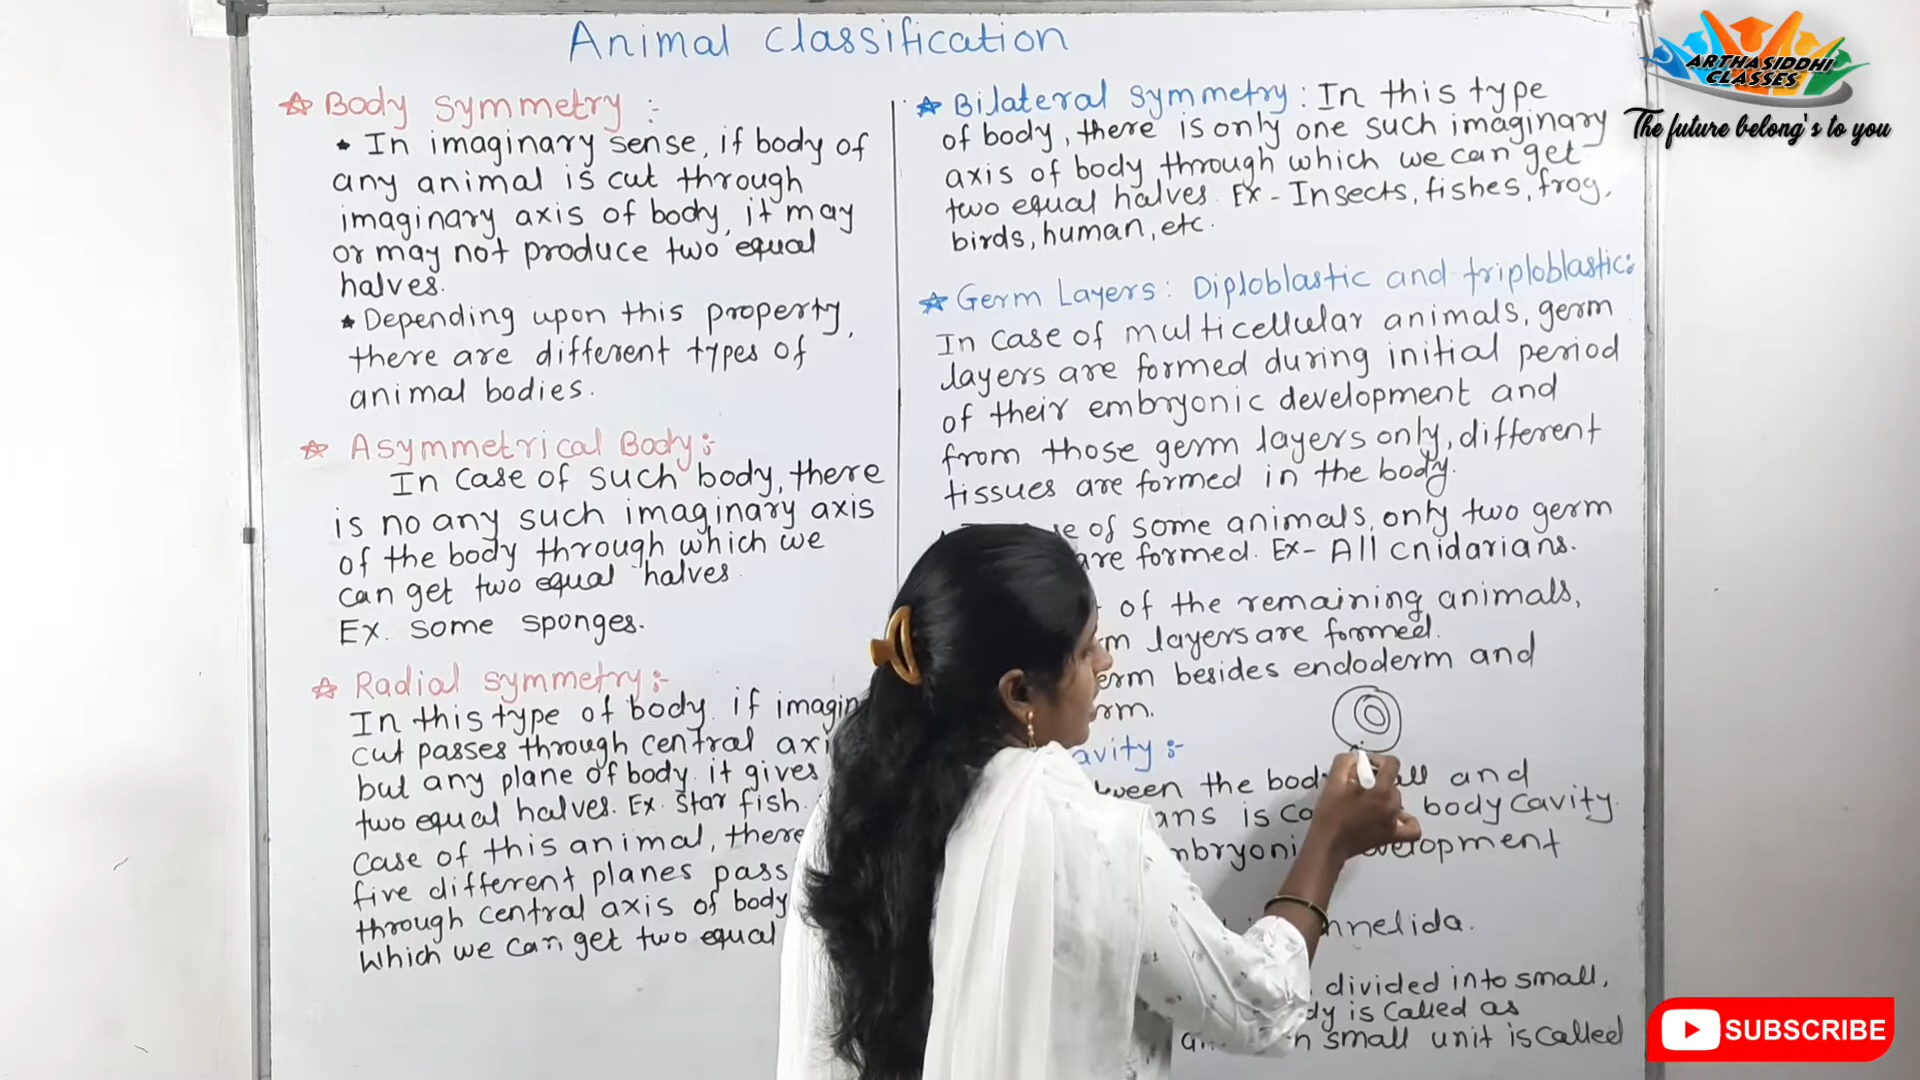 Animal Classification
☆ Body Symmetry :
★ In imaginary sense, if body of
any animal is cut through
imaginary axis of body, it may
or may not produce two equal
halves.
★ Depending upon this property,
there are different types of
animal bodies.
☆ Asymmetrical Body:-
In case of such body, there
is no any such imaginary axis
of the body through which we
can get two equal halves.
Ex. Some sponges.
☆ Radial symmetry:-
In this type of body. if imagin
cut passes through central axi
but any plane of body. it gives
two equal halves. Ex. Star fish.
Case of this animal, there
five different planes pass
through central axis of body
Which we can get two equal
★ Bilateral Symmetry: In this type
of body, there is only one such imaginary
axis of body through which we can get
two equal halves. Ex - Insects, fishes, frog,
birds, human, etc.
☆ Germ Layers: Diploblastic and triploblastic:
In case of multicellular animals, germ
layers are formed during initial period
of their embryonic development and
from those germ layers only, different
tissues are formed in the body.
of some animals, only two germ
are formed. Ex- All cnidarians.
of the remaining animals,
layers are formed.
besides endoderm and
avity :-
the body and
is body cavity.
development
divided into small,
is called as
small unit is called
ARTHASIDDHI
CLASSES
The future belong's to you
SUBSCRIBE